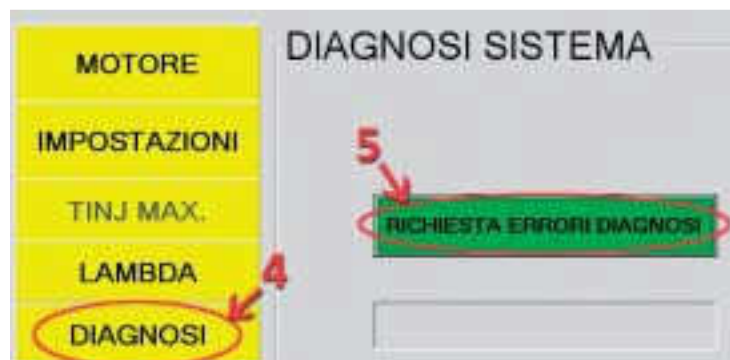 DIAGNOSI SISTEMA
MOTORE
IMPOSTAZIONI
TINJ MAX.
LAMBDA
DIAGNOSI
4
5
RICHIESTA ERRORI DIAGNOSI